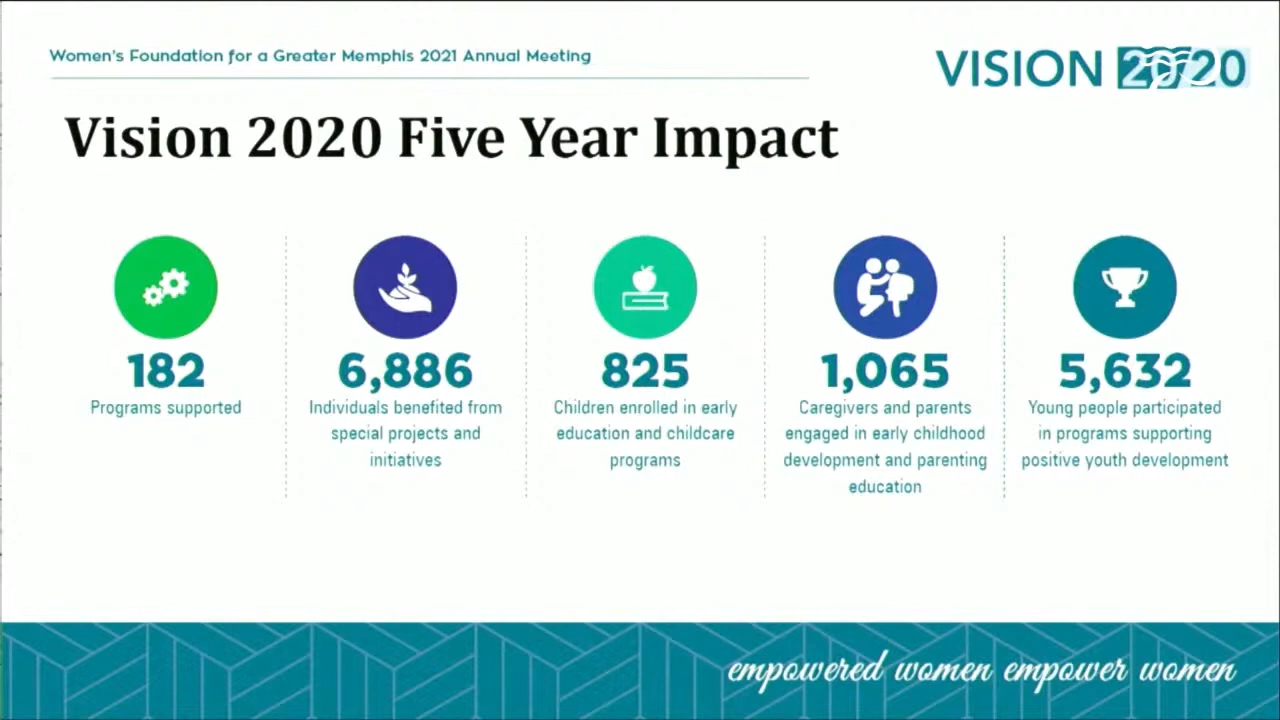 Women's Foundation for a Greater Memphis 2021 Annual Meeting
VISION 2020
Vision 2020 Five Year Impact
182
Programs supported
6,886
Individuals benefited from
special projects and
initiatives
825
Children enrolled in early
education and childcare
programs
1,065
Caregivers and parents
engaged in early childhood
development and parenting
education
5,632
Young people participated
in programs supporting
positive youth development
empowered women empower women